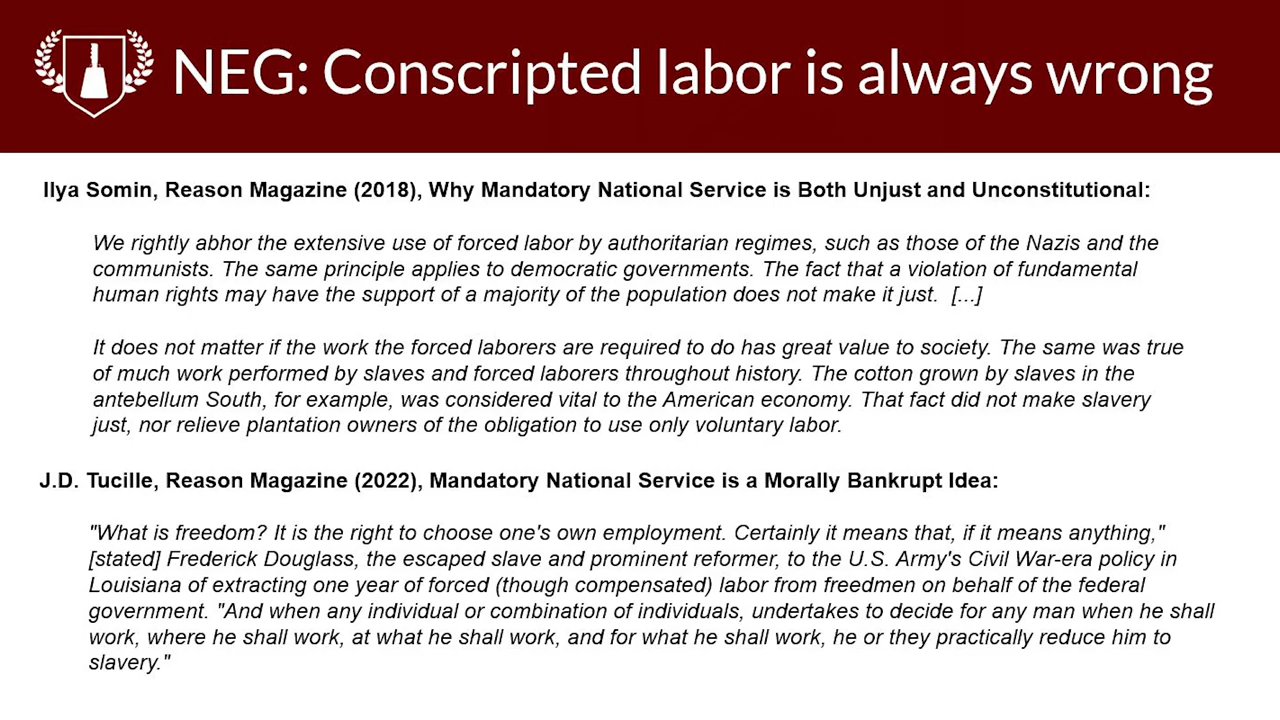 NEG: Conscripted labor is always wrong
Ilya Somin, Reason Magazine (2018), Why Mandatory National Service is Both Unjust and Unconstitutional:
We rightly abhor the extensive use of forced labor by authoritarian regimes, such as those of the Nazis and the
communists. The same principle applies to democratic governments. The fact that a violation of fundamental
human rights may have the support of a majority of the population does not make it just. [...]
It does not matter if the work the forced laborers are required to do has great value to society. The same was true
of much work performed by slaves and forced laborers throughout history. The cotton grown by slaves in the
antebellum South, for example, was considered vital to the American economy. That fact did not make slavery
just, nor relieve plantation owners of the obligation to use only voluntary labor.
J.D. Tucille, Reason Magazine (2022), Mandatory National Service is a Morally Bankrupt Idea:
"What is freedom? It is the right to choose one's own employment. Certainly it means that, if it means anything,"
[stated] Frederick Douglass, the escaped slave and prominent reformer, to the U.S. Army's Civil War-era policy in
Louisiana of extracting one year of forced (though compensated) labor from freedmen on behalf of the federal
government. "And when any individual or combination of individuals, undertakes to decide for any man when he shall
work, where he shall work, at what he shall work, and for what he shall work, he or they practically reduce him to
slavery."